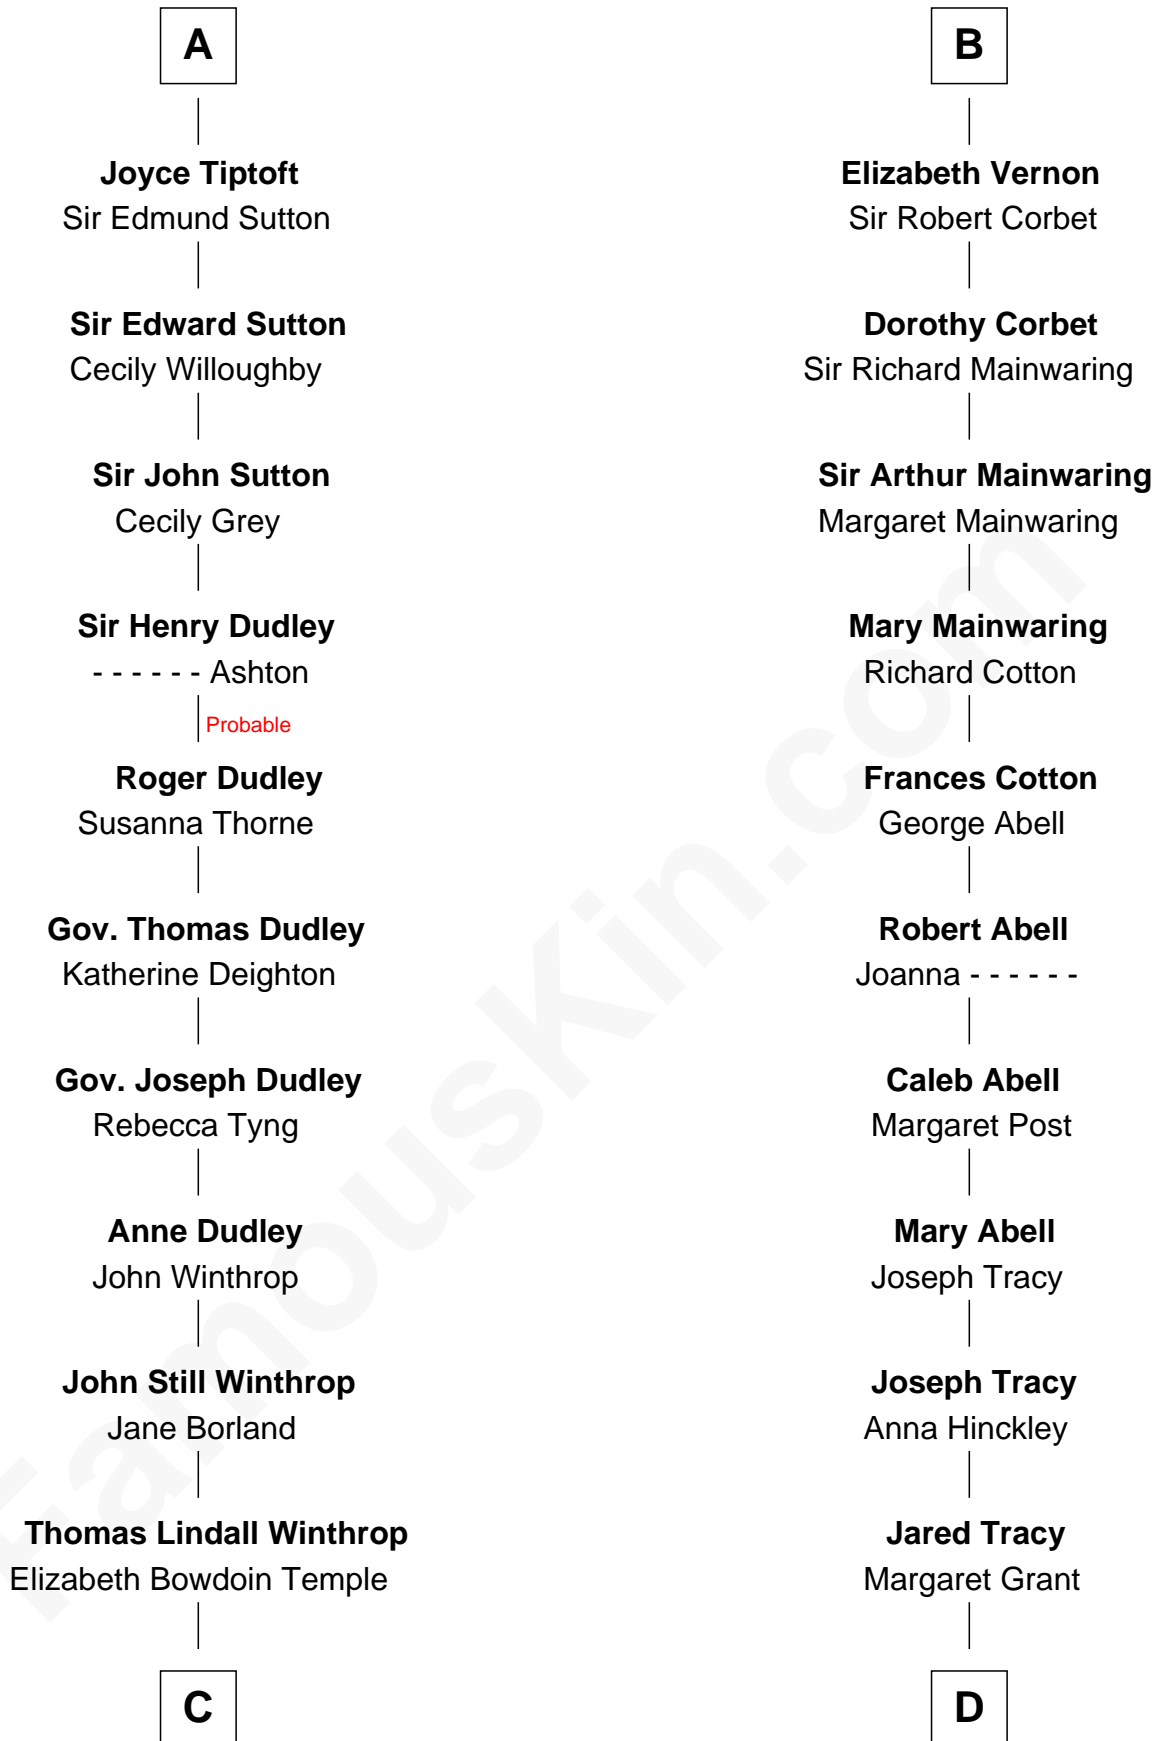 A
Joyce Tiptoft
Sir Edmund Sutton
Sir Edward Sutton
Cecily Willoughby
Sir John Sutton
Cecily Grey
Sir Henry Dudley
- - - - - - Ashton
Probable
Roger Dudley
Susanna Thorne
Gov. Thomas Dudley
Katherine Deighton
Gov. Joseph Dudley
Rebecca Tyng
Anne Dudley
John Winthrop
John Still Winthrop
Jane Borland
Thomas Lindall Winthrop
Elizabeth Bowdoin Temple
C
B
Elizabeth Vernon
Sir Robert Corbet
Dorothy Corbet
Sir Richard Mainwaring
Sir Arthur Mainwaring
Margaret Mainwaring
Mary Mainwaring
Richard Cotton
Frances Cotton
George Abell
Robert Abell
Joanna - - - - - -
Caleb Abell
Margaret Post
Mary Abell
Joseph Tracy
Joseph Tracy
Anna Hinckley
Jared Tracy
Margaret Grant
D
FamousKin.com